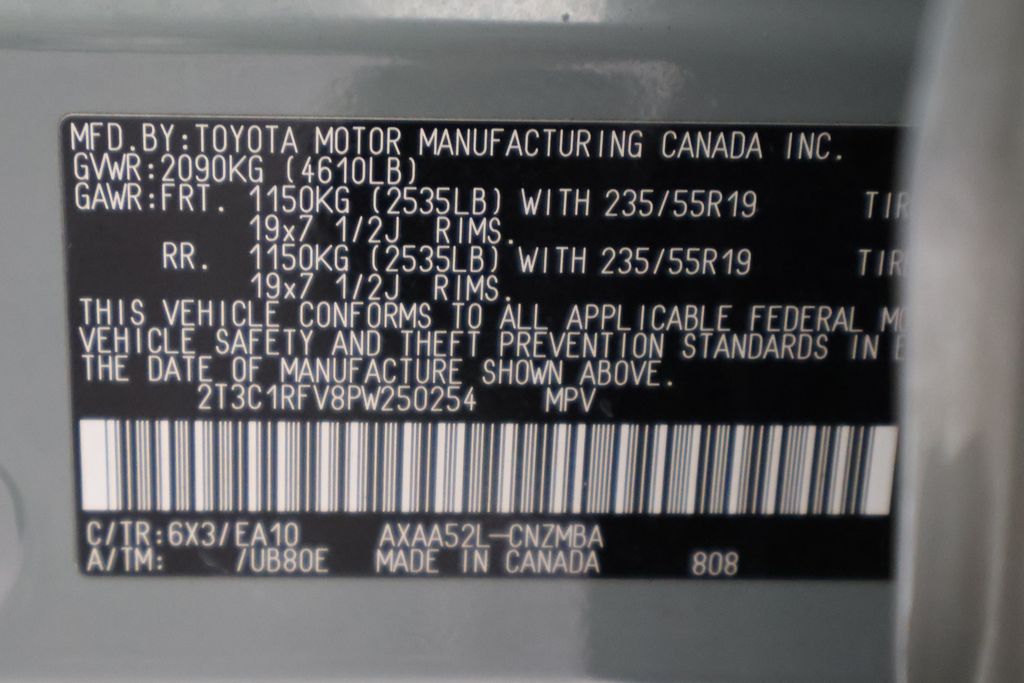 MFD.BY:TOYOTA MOTOR MANUFACTURING CANADA INC.
GVWR:2090KG (4610LB)
GAWR:FRT. 1150KG (2535LB) WITH 235/55R19 TIR
19x7 1/2J RIMS.
RR. 1150KG (2535LB) WITH 235/55R19 TIR
19x7 1/2J RIMS.
THIS VEHICLE CONFORMS TO ALL APPLICABLE FEDERAL MO
VEHICLE SAFETY AND THEFT PREVENTION STANDARDS IN E
THE DATE OF MANUFACTURE SHOWN ABOVE.
2T3C1RFV8PW250254 MPV
C/TR:6X3/EA10 AXAA52L-CNZMBA
A/TM: /UB80E MADE IN CANADA 808